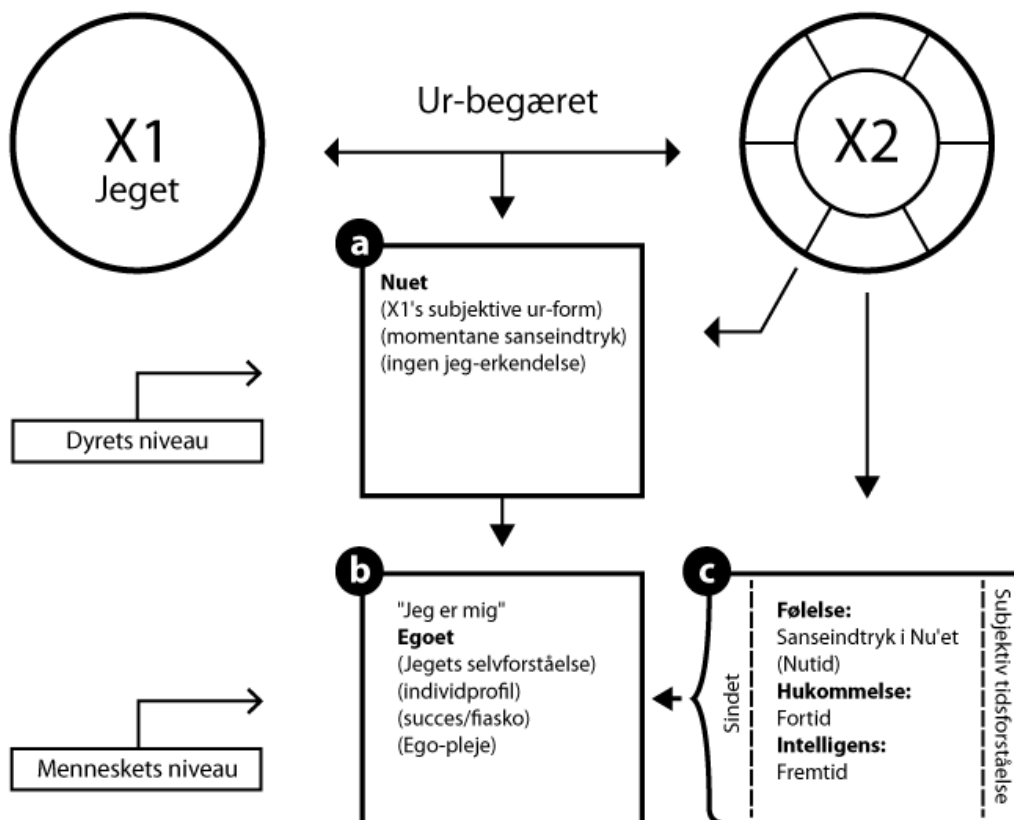 X1
Jeget
Ur-begæret
X2
a
Nuet
(X1's subjektive ur-form)
(momentane sanseindtryk)
(ingen jeg-erkendelse)
Dyrets niveau
b
"Jeg er mig"
Egoet
(Jegets selvforståelse)
(individprofil)
(succes/fiasko)
(Ego-pleje)
Menneskets niveau
c
Sindet
Følelse:
Sanseindtryk i Nu'et
(Nutid)
Hukommelse:
Fortid
Intelligens:
Fremtid
Subjektiv tidsforståelse